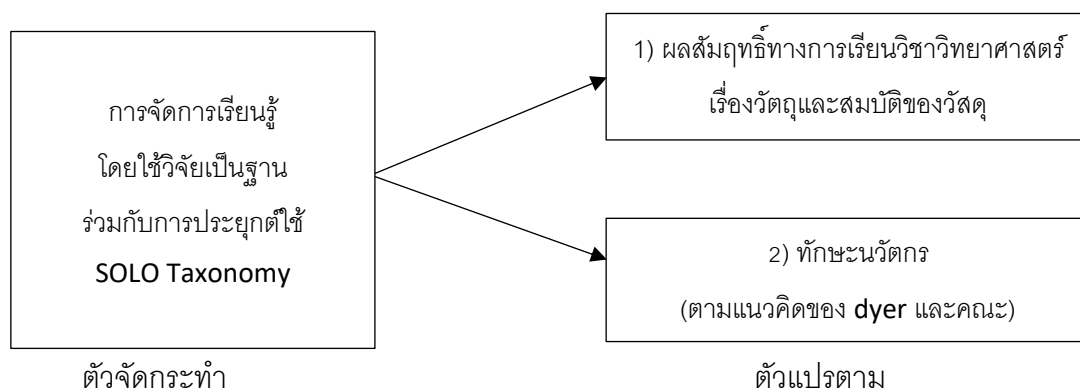 การจัดการเรียนรู้
โดยใช้วิจัยเป็นฐาน
ร่วมกับการประยุกต์ใช้
SOLO Taxonomy
ตัวจัดกระทำ
1) ผลสัมฤทธิ์ทางการเรียนวิชาวิทยาศาสตร์
เรื่องวัตถุและสมบัติของวัสดุ
2) ทักษะนวัตกร
(ตามแนวคิดของ dyer และคณะ)
ตัวแปรตาม